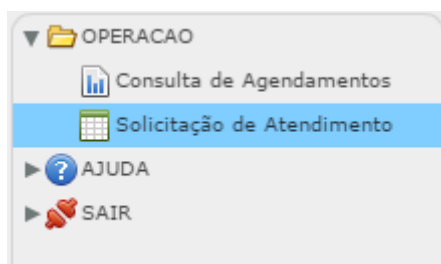 OPERACAO
Consulta de Agendamentos
Solicitação de Atendimento
AJUDA
SAIR